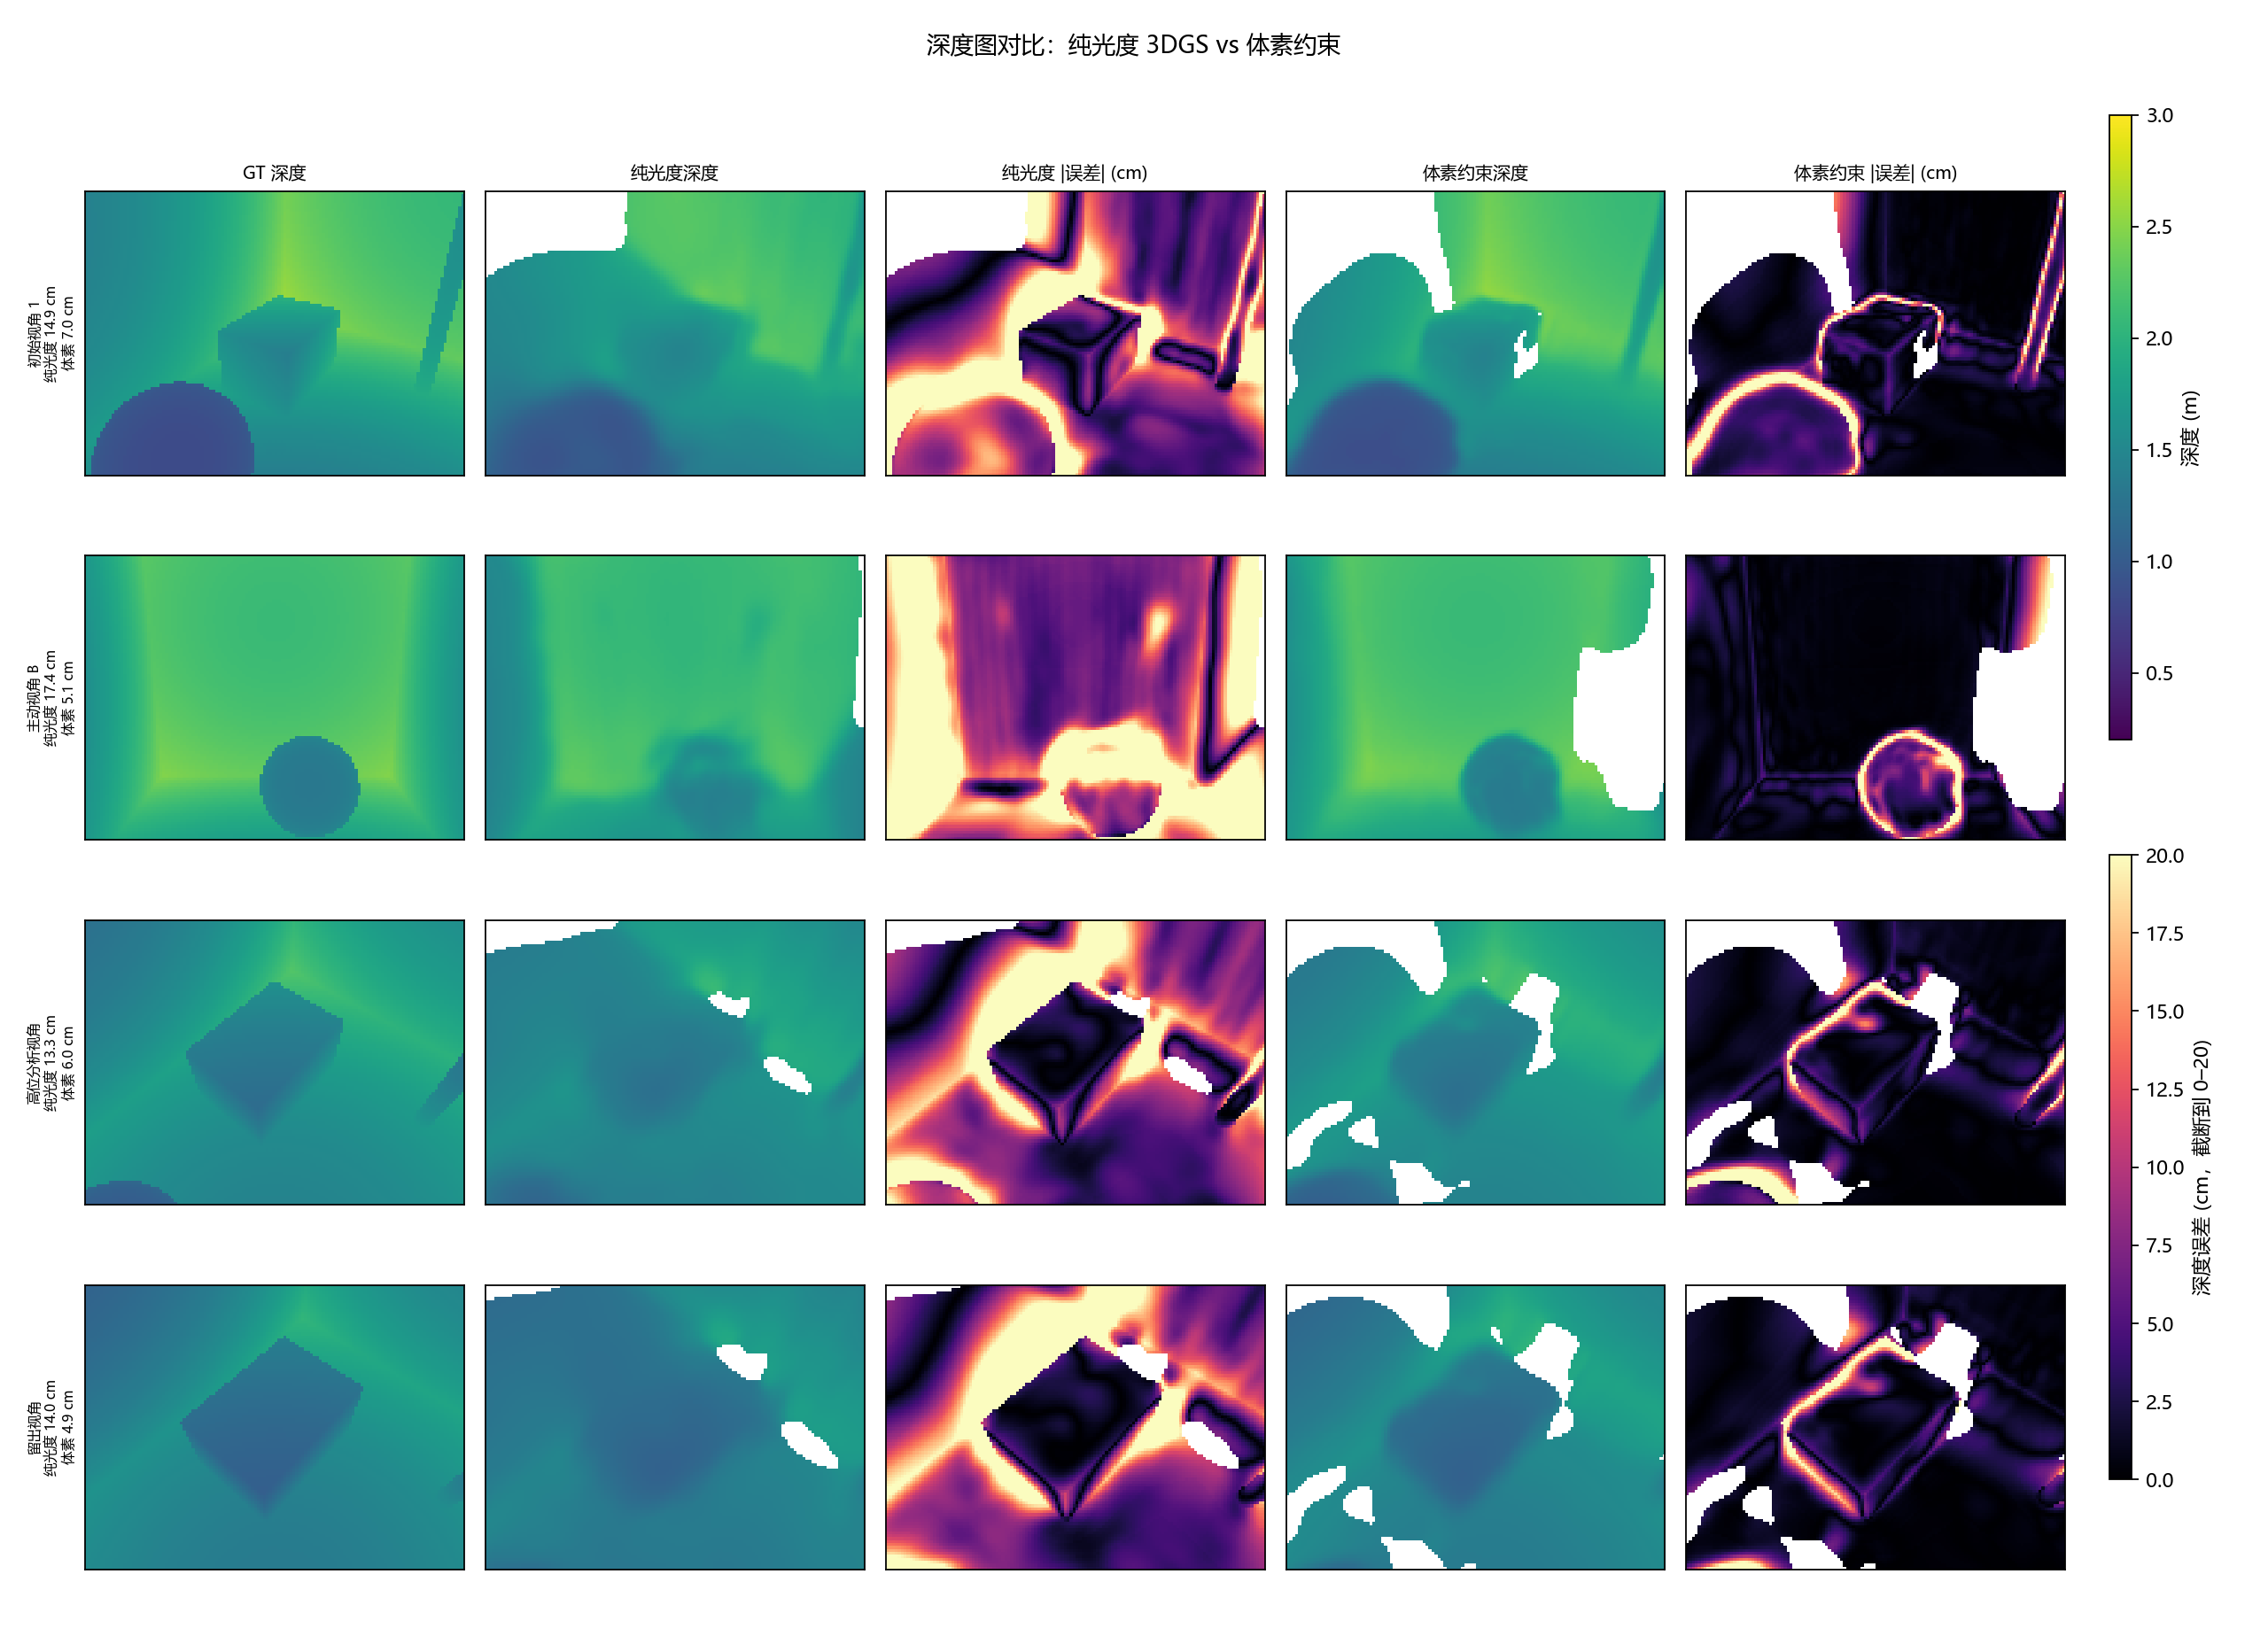 深度图对比：纯光度 3DGS vs 体素约束
GT 深度
纯光度深度
纯光度 |误差| (cm)
体素约束深度
体素约束 |误差| (cm)
初始视角 1
纯光度 14.9 cm
体素 7.0 cm
主动视角 B
纯光度 17.4 cm
体素 5.1 cm
高位分析视角
纯光度 13.3 cm
体素 6.0 cm
留出视角
纯光度 14.0 cm
体素 4.9 cm
3.0
2.5
2.0
1.5
1.0
0.5
深度 (m)
20.0
17.5
15.0
12.5
10.0
7.5
5.0
2.5
0.0
深度误差 (cm，截断到 0–20)